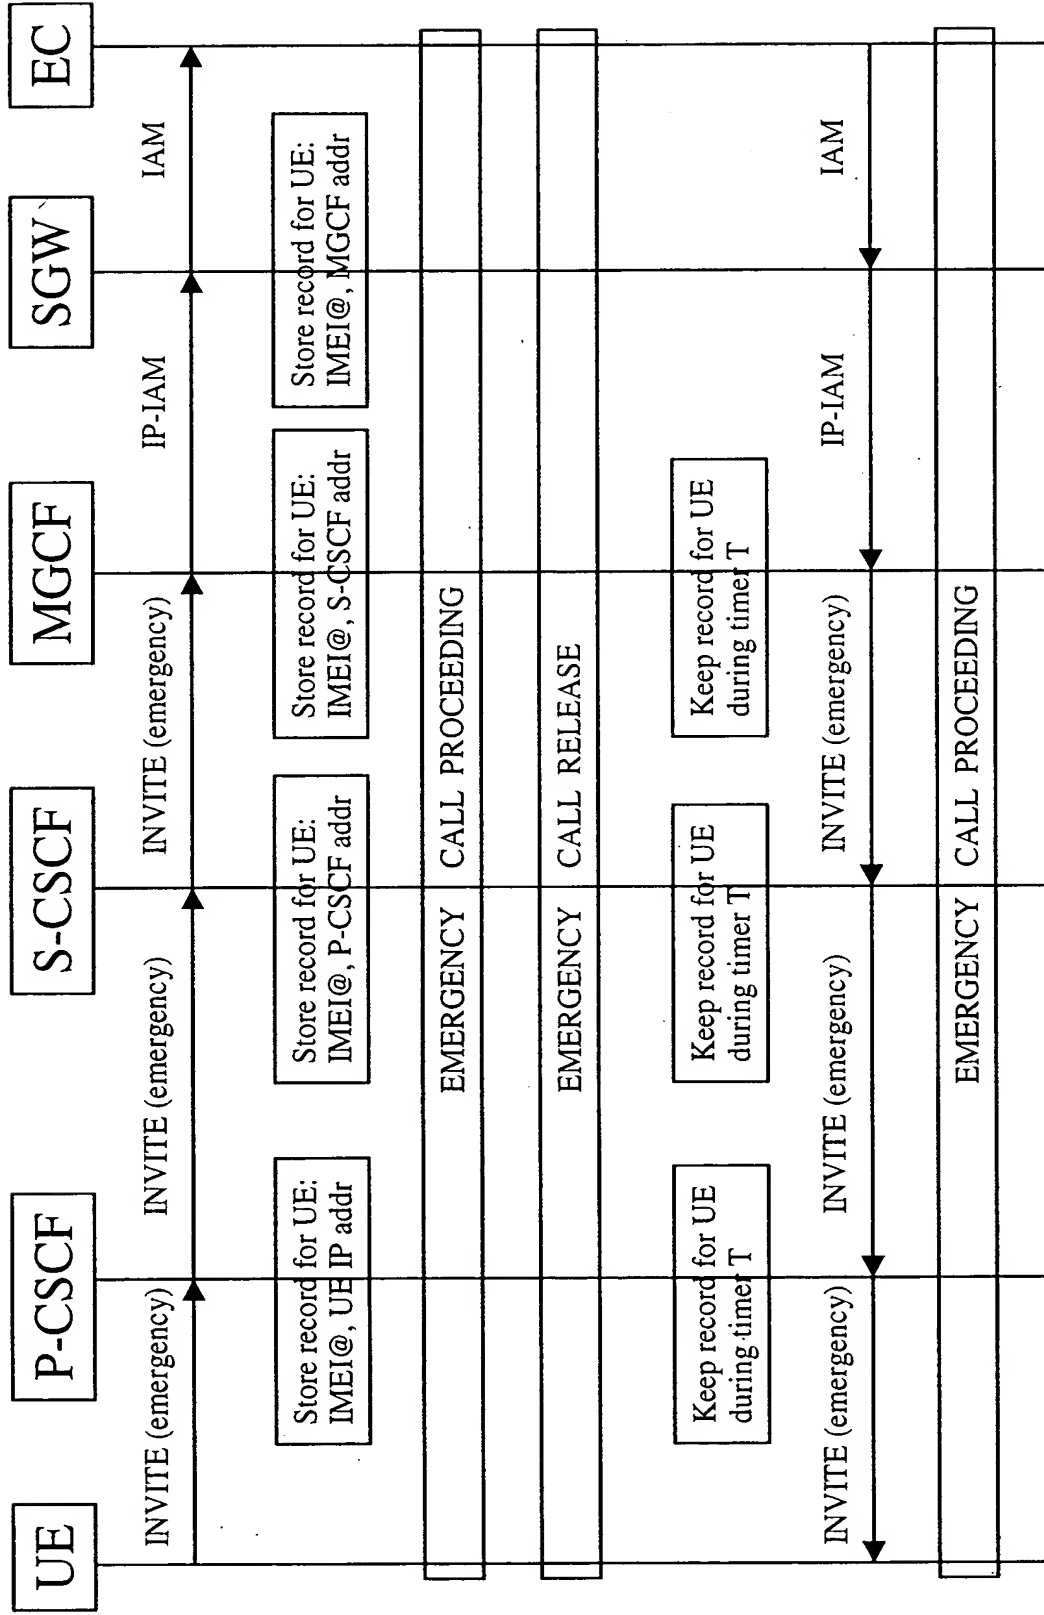 UE
P-CSCF
S-CSCF
MGCF
SGW
EC
INVITE (emergency)
INVITE (emergency)
INVITE (emergency)
IP-IAM
IAM
Store record for UE:
IMEI@, UE IP addr
Store record for UE:
IMEI@, P-CSCF addr
Store record for UE:
IMEI@, S-CSCF addr
Store record for UE:
IMEI@, MGCF addr
EMERGENCY CALL PROCEEDING
EMERGENCY CALL RELEASE
Keep record for UE
during timer T
Keep record for UE
during timer T
Keep record for UE
during timer T
INVITE (emergency)
INVITE (emergency)
INVITE (emergency)
IP-IAM
IAM
EMERGENCY CALL PROCEEDING